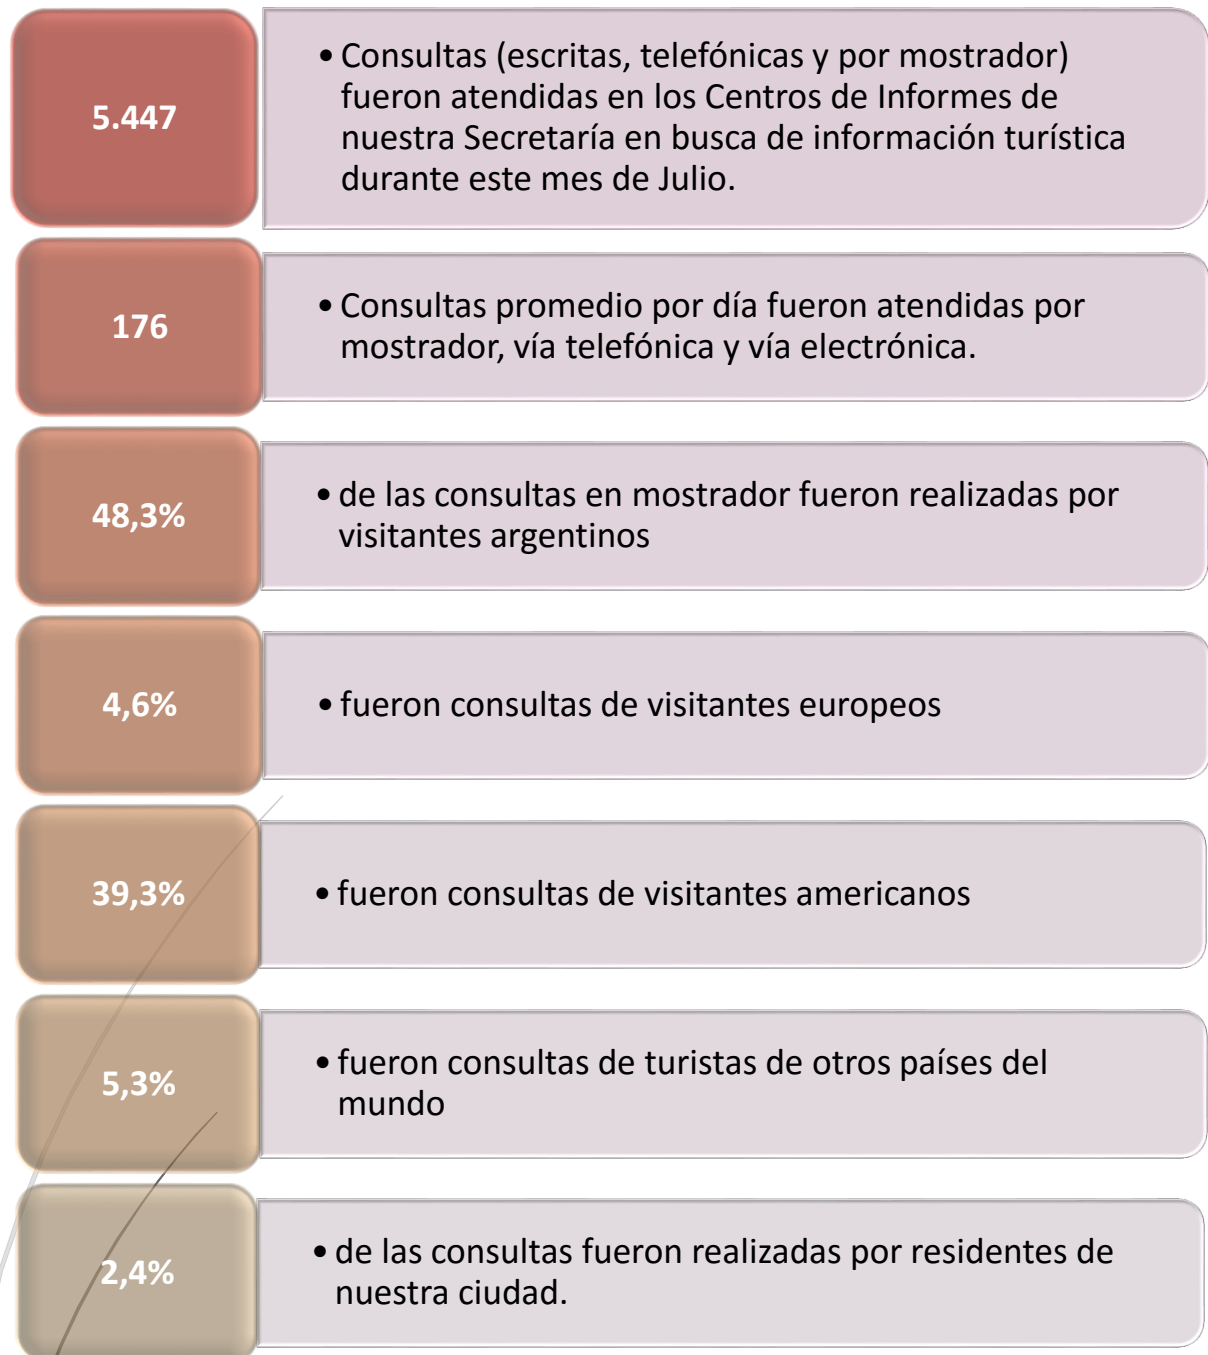 5.447
• Consultas (escritas, telefónicas y por mostrador)
fueron atendidas en los Centros de Informes de
nuestra Secretaría en busca de información turística
durante este mes de Julio.
176
• Consultas promedio por día fueron atendidas por
mostrador, vía telefónica y vía electrónica.
48,3%
• de las consultas en mostrador fueron realizadas por
visitantes argentinos
4,6%
• fueron consultas de visitantes europeos
39,3%
• fueron consultas de visitantes americanos
5,3%
• fueron consultas de turistas de otros países del
mundo
2,4%
• de las consultas fueron realizadas por residentes de
nuestra ciudad.